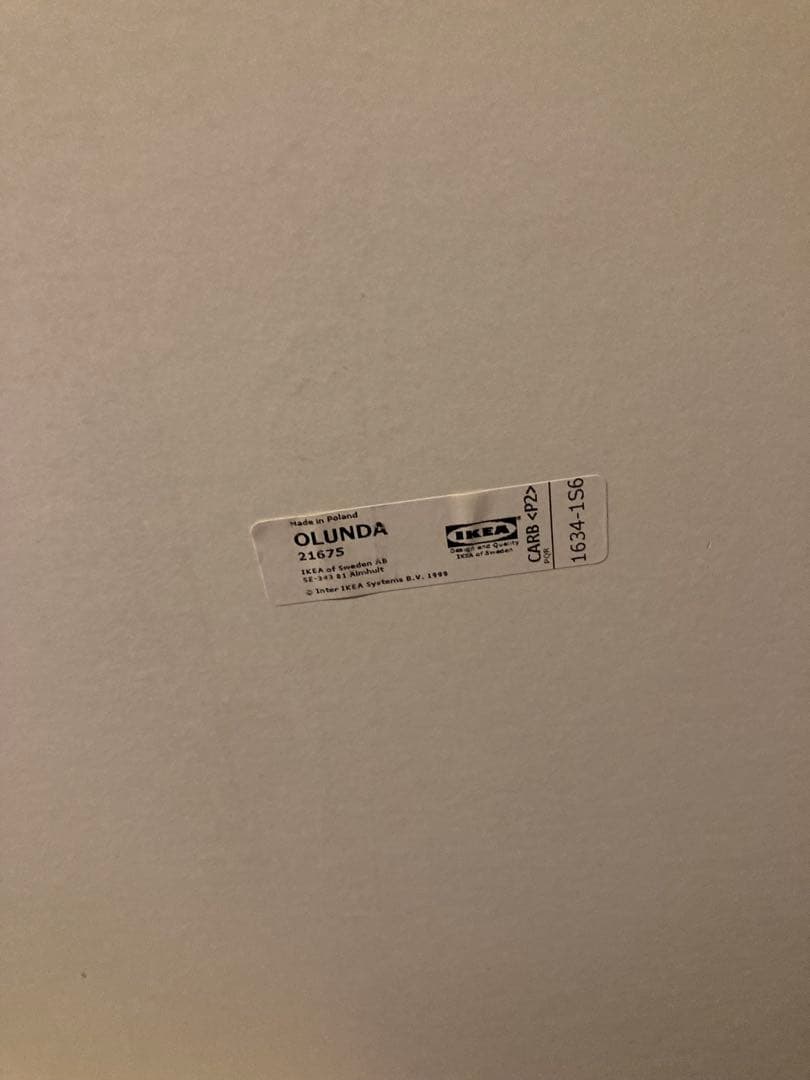 Made in Poland
OLUNDA
21675
IKEA of Sweden AB
SE-343 81 Älmhult
© Inter IKEA Systems B.V. 1999
IKEA®
Design and Quality
IKEA of Sweden
CARB <P2>
PQR
1634-1S6